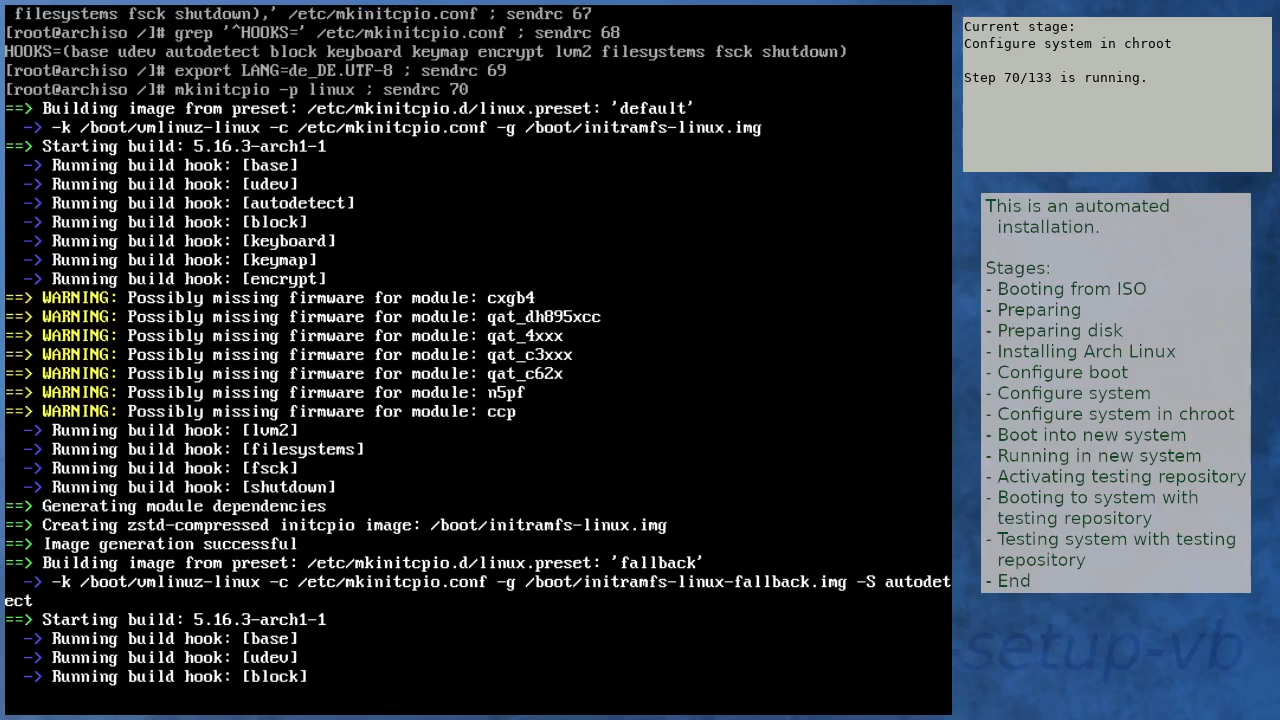 filesystems fsck shutdown),' /etc/mkinitcpio.conf ; sendrc 67
[root@archiso /]# grep '^HOOKS=' /etc/mkinitcpio.conf ; sendrc 68
HOOKS=(base udev autodetect block keyboard keymap encrypt lvm2 filesystems fsck shutdown)
[root@archiso /]# export LANG=de_DE.UTF-8 ; sendrc 69
[root@archiso /]# mkinitcpio -p linux ; sendrc 70
==> Building image from preset: /etc/mkinitcpio.d/linux.preset: 'default'
  -> -k /boot/vmlinuz-linux -c /etc/mkinitcpio.conf -g /boot/initramfs-linux.img
==> Starting build: 5.16.3-arch1-1
  -> Running build hook: [base]
  -> Running build hook: [udev]
  -> Running build hook: [autodetect]
  -> Running build hook: [block]
  -> Running build hook: [keyboard]
  -> Running build hook: [keymap]
  -> Running build hook: [encrypt]
==> WARNING: Possibly missing firmware for module: cxgb4
==> WARNING: Possibly missing firmware for module: qat_dh895xcc
==> WARNING: Possibly missing firmware for module: qat_4xxx
==> WARNING: Possibly missing firmware for module: qat_c3xxx
==> WARNING: Possibly missing firmware for module: qat_c62x
==> WARNING: Possibly missing firmware for module: n5pf
==> WARNING: Possibly missing firmware for module: ccp
  -> Running build hook: [lvm2]
  -> Running build hook: [filesystems]
  -> Running build hook: [fsck]
  -> Running build hook: [shutdown]
==> Generating module dependencies
==> Creating zstd-compressed initcpio image: /boot/initramfs-linux.img
==> Image generation successful
==> Building image from preset: /etc/mkinitcpio.d/linux.preset: 'fallback'
  -> -k /boot/vmlinuz-linux -c /etc/mkinitcpio.conf -g /boot/initramfs-linux-fallback.img -S autodet
ect
==> Starting build: 5.16.3-arch1-1
  -> Running build hook: [base]
  -> Running build hook: [udev]
  -> Running build hook: [block]
Current stage:
Configure system in chroot
Step 70/133 is running.
This is an automated
installation.
Stages:
- Booting from ISO
- Preparing
- Preparing disk
- Installing Arch Linux
- Configure boot
- Configure system
- Configure system in chroot
- Boot into new system
- Running in new system
- Activating testing repository
- Booting to system with
testing repository
- Testing system with testing
repository
- End
setup-vb